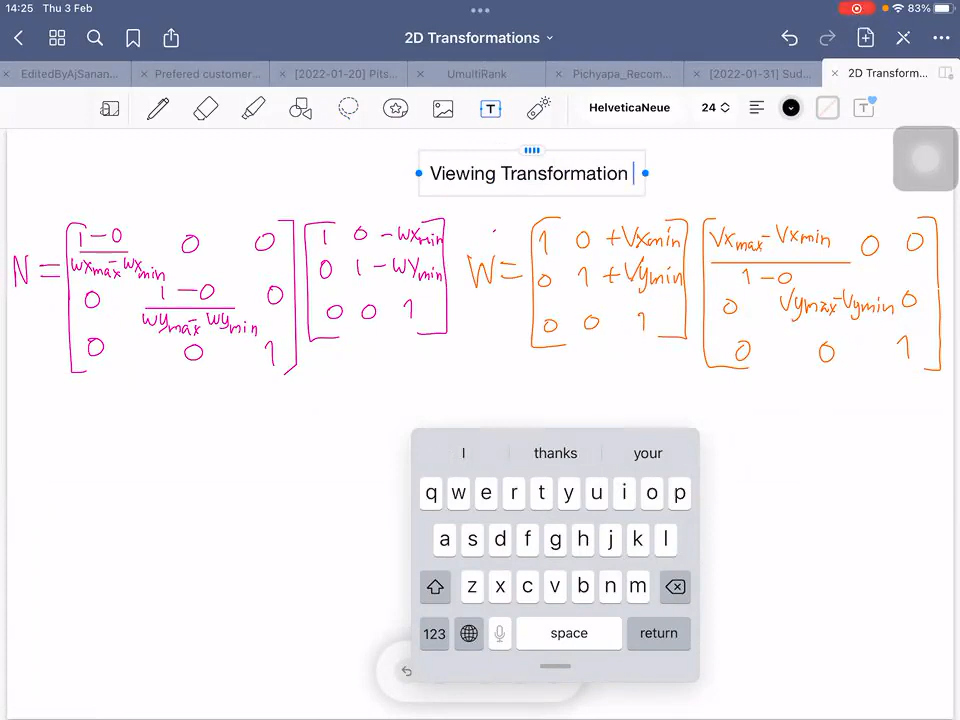 14:25 Thu 3 Feb 83%
2D Transformations
EditedByAjSanan... Prefered customer... [2022-01-20] Pits... UmultiRank Pichyapa_Recom... [2022-01-31] Sud... 2D Transform...
T HelveticaNeue 24 T
Viewing Transformation
1-0 0 0 1 0 -wxmin Vxmax-Vxmin 0 0
N = wxmax-wxmin 0 1 -wymin W = 1 0 +Vxmin 1-0
0 1-0 0 0 0 1 0 1 +Vymin 0 Vymax-Vymin 0
wymax-wymin 0 0 1
0 0 1 0 0 1
I thanks your
q w e r t y u i o p
a s d f g h j k l
z x c v b n m
123 space return